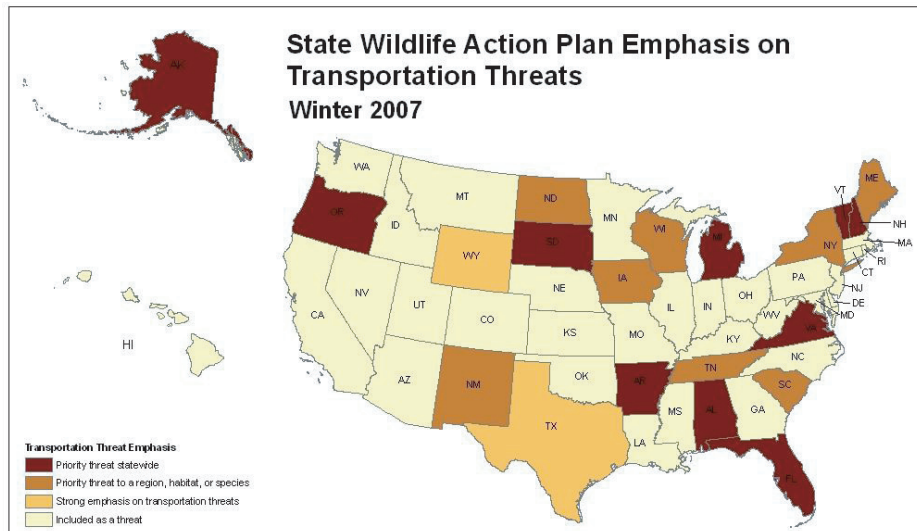 State Wildlife Action Plan Emphasis on
Transportation Threats
Winter 2007
AK
WA
MT
ND
MN
VT
ME
OR
ID
SD
WI
MI
NY
NH
MA
WY
RI
CT
IA
PA
NJ
NV
NE
IL
IN
OH
DE
UT
MD
CA
CO
WV
VA
HI
KS
MO
KY
NC
TN
AZ
NM
OK
AR
SC
MS
AL
GA
TX
LA
FL
Transportation Threat Emphasis
Priority threat statewide
Priority threat to a region, habitat, or species
Strong emphasis on transportation threats
Included as a threat